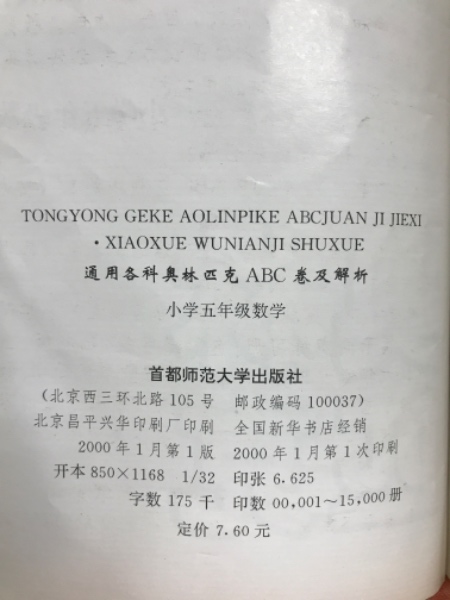 TONGYONG GEKE AOLINPIKE ABCJUAN JI JIEXI
·XIAOXUE WUNIANJI SHUXUE
通用各科奥林匹克 ABC 卷及解析
小学五年级数学
首都师范大学出版社
(北京西三环北路 105 号 邮政编码 100037)
北京昌平兴华印刷厂印刷 全国新华书店经销
2000 年 1 月第 1 版 2000 年 1 月第 1 次印刷
开本 850×1168 1/32 印张 6.625
字数 175 千 印数 00,001~15,000 册
定价 7.60 元